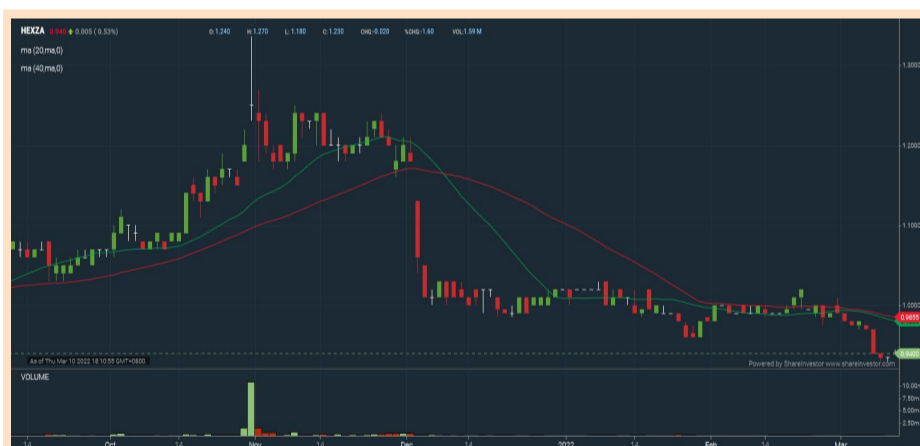 HEXZA 0.940 0.005 ( 0.53%) O: 1.240 H: 1.270 L: 1.180 C: 1.230 CHG:-0.020 %CHG:-1.60 VOL:1.59 M
ma (20,ma,0)
ma (40,ma,0)
1.3000
1.2000
1.1000
1.0000
0.9855
0.9400
As of Thu Mar 10 2022 18:10:55 GMT+0800
Powered by ShareInvestor www.shareinvestor.com
VOLUME
10.00m
7.50m
5.00m
2.50m
14 Oct 14 Nov 14 Dec 14 2022 14 Feb 14 Mar